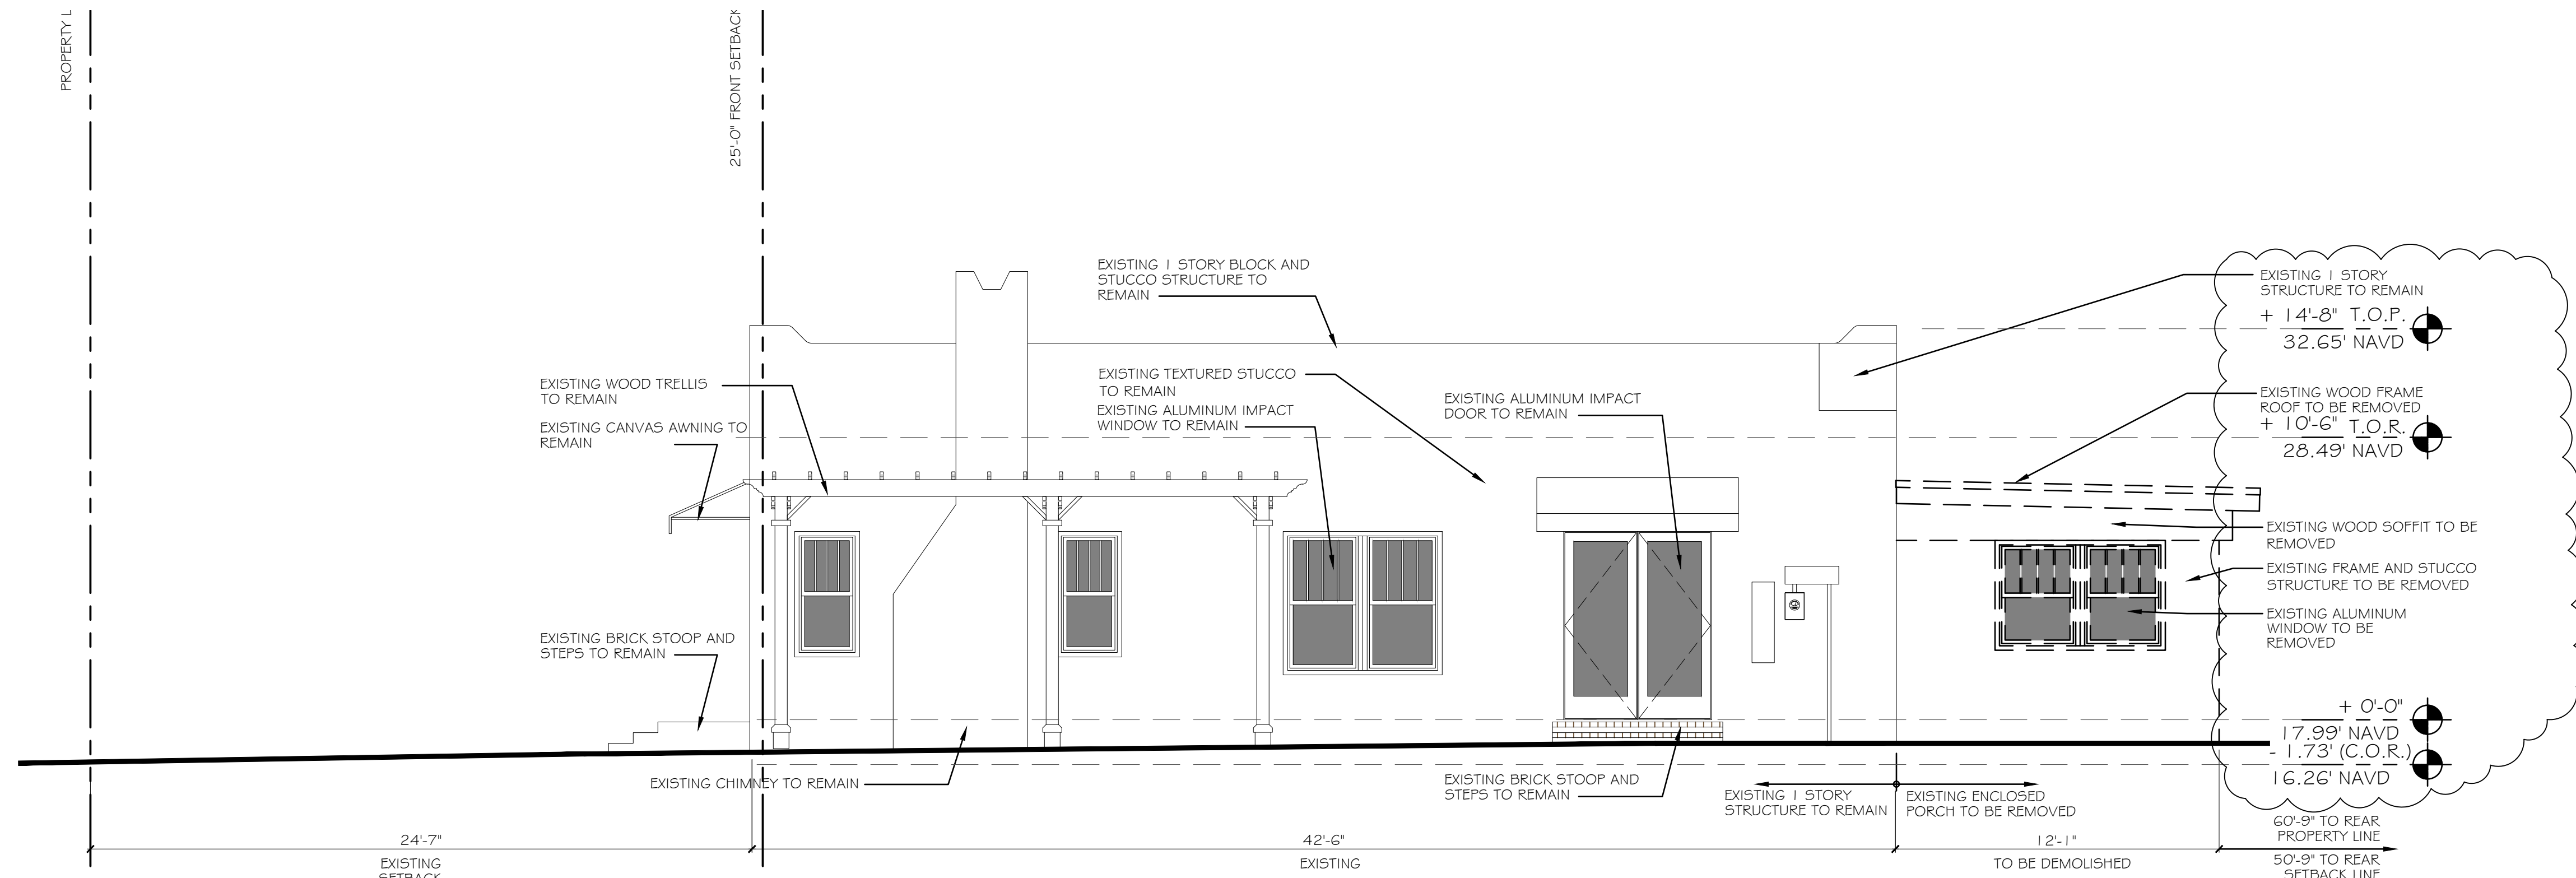 PROPERTY L
25'-0" FRONT SETBACK
EXISTING 1 STORY BLOCK AND
STUCCO STRUCTURE TO
REMAIN
EXISTING 1 STORY
STRUCTURE TO REMAIN
+ 14'-8" T.O.P.
32.65' NAVD
EXISTING WOOD TRELLIS
TO REMAIN
EXISTING TEXTURED STUCCO
TO REMAIN
EXISTING ALUMINUM IMPACT
WINDOW TO REMAIN
EXISTING ALUMINUM IMPACT
DOOR TO REMAIN
EXISTING WOOD FRAME
ROOF TO BE REMOVED
+ 10'-6" T.O.R.
28.49' NAVD
EXISTING CANVAS AWNING TO
REMAIN
EXISTING WOOD SOFFIT TO BE
REMOVED
EXISTING FRAME AND STUCCO
STRUCTURE TO BE REMOVED
EXISTING ALUMINUM
WINDOW TO BE
REMOVED
EXISTING BRICK STOOP AND
STEPS TO REMAIN
+ 0'-0"
17.99' NAVD
- 1.73' (C.O.R.)
16.26' NAVD
EXISTING CHIMNEY TO REMAIN
EXISTING BRICK STOOP AND
STEPS TO REMAIN
EXISTING 1 STORY
STRUCTURE TO REMAIN
EXISTING ENCLOSED
PORCH TO BE REMOVED
24'-7"
EXISTING
SETBACK
42'-6"
EXISTING
12'-1"
TO BE DEMOLISHED
60'-9" TO REAR
PROPERTY LINE
50'-9" TO REAR
SETBACK LINE